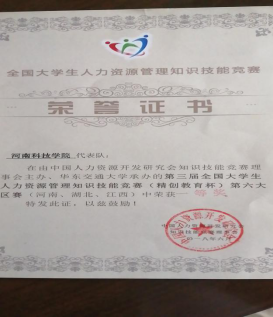 全国大学生人力资源管理知识技能竞赛
荣誉证书
河南科技学院 代表队:
在由中国人力资源开发研究会知识技能竞赛理
事会主办、华东交通大学承办的第三届全国大学生
人力资源管理知识技能竞赛（精创教育杯）第六大
区赛（河南、湖北、江西）中荣获一等奖
特发此证，以兹鼓励！